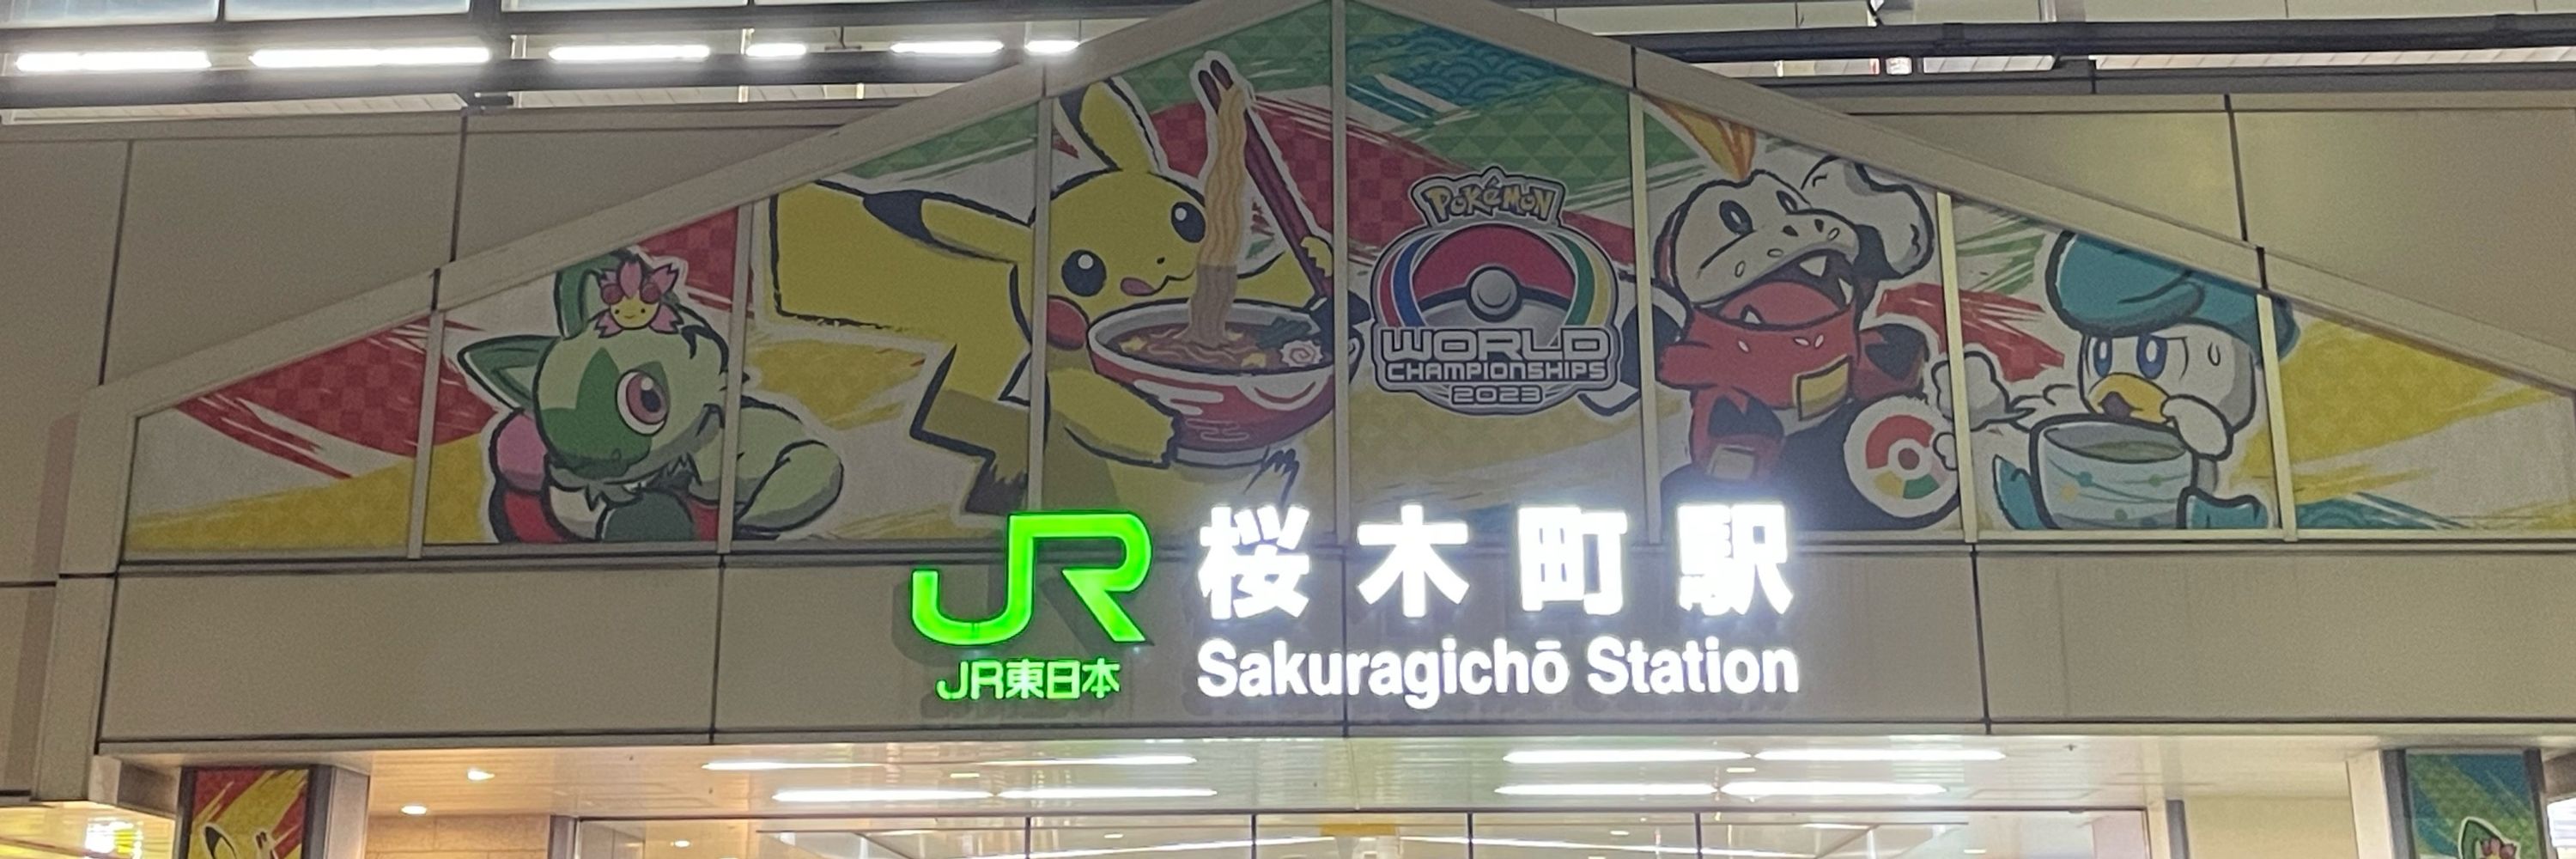 Pokémon
WORLD
CHAMPIONSHIPS
2023
JR 桜木町駅
JR東日本 Sakuragichō Station